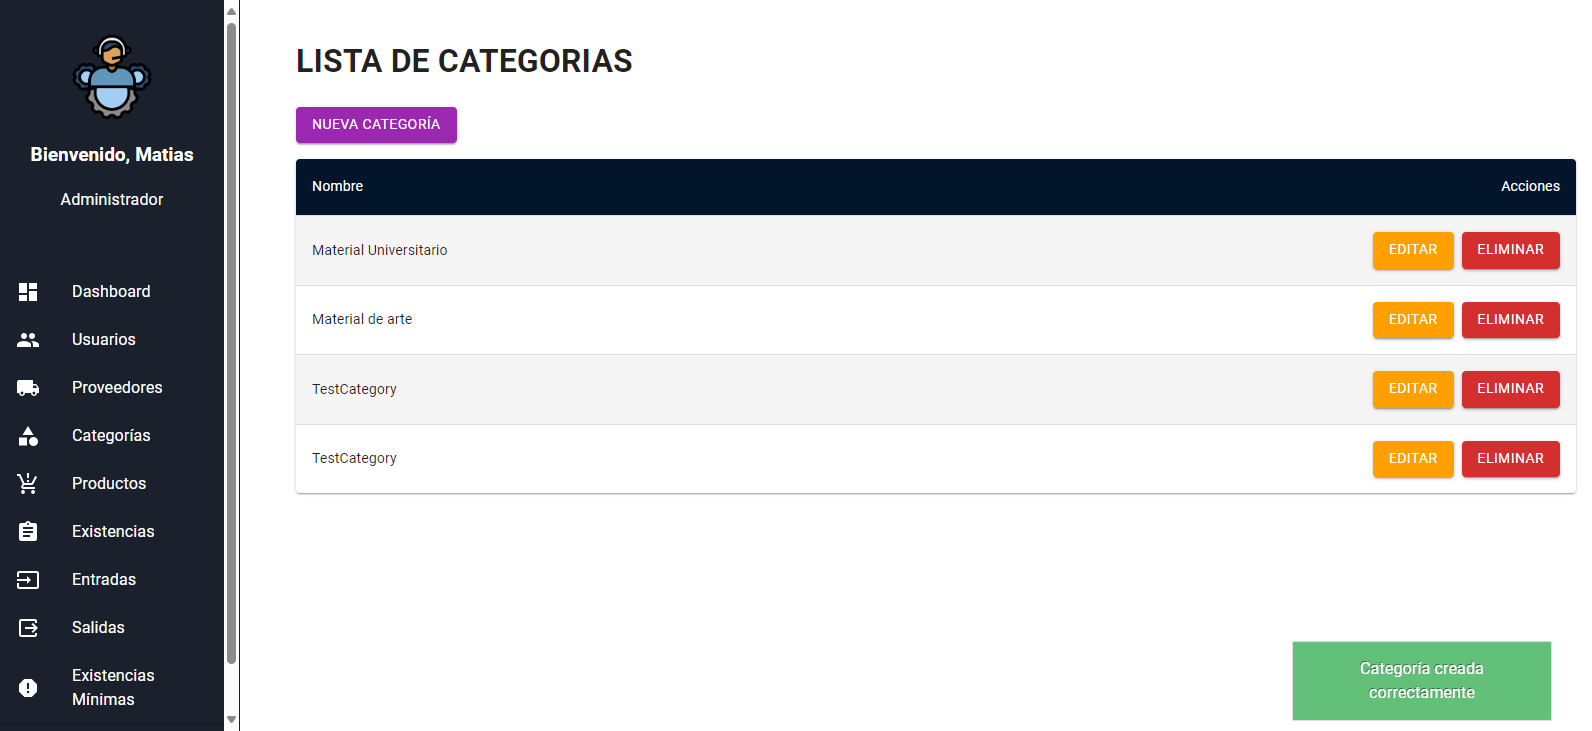 Bienvenido, Matias
Administrador
Dashboard
Usuarios
Proveedores
Categorías
Productos
Existencias
Entradas
Salidas
Existencias
Mínimas
LISTA DE CATEGORIAS
NUEVA CATEGORÍA
Nombre Acciones
Material Universitario EDITAR ELIMINAR
Material de arte EDITAR ELIMINAR
TestCategory EDITAR ELIMINAR
TestCategory EDITAR ELIMINAR
Categoría creada
correctamente